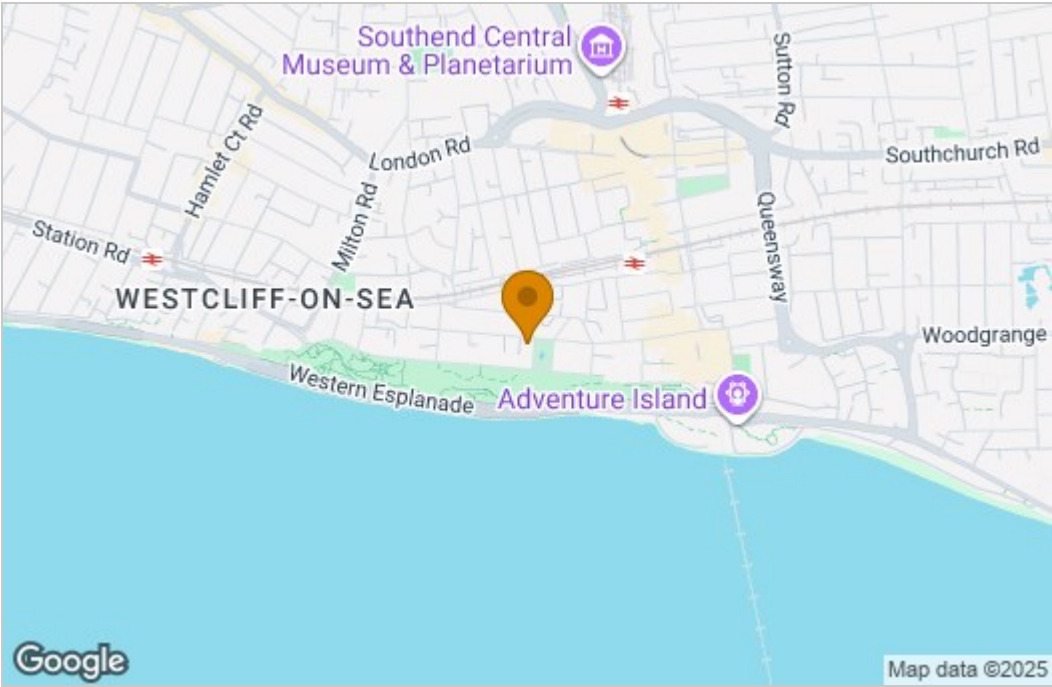 Southend Central
Museum & Planetarium
Sutton Rd
Hamlet Ct Rd
London Rd
Southchurch Rd
Milton Rd
Queensway
Station Rd
WESTCLIFF-ON-SEA
Woodgrange
Western Esplanade
Adventure Island
Google
Map data ©2025